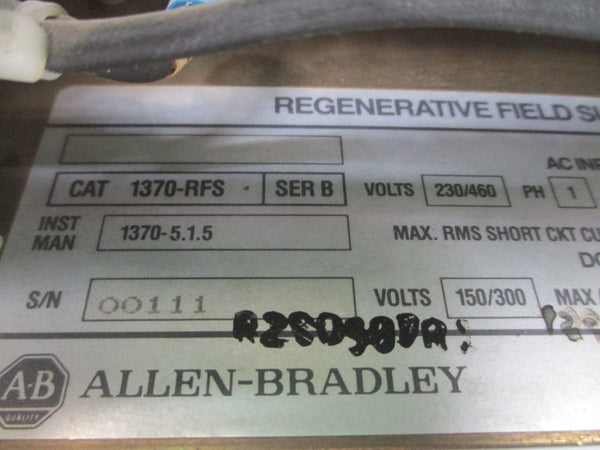 REGENERATIVE FIELD SU
AC INP
CAT 1370-RFS SER B VOLTS 230/460 PH 1
INST MAN 1370-5.1.5 MAX. RMS SHORT CKT CU
DC
S/N 00111 VOLTS 150/300 MAX
A-B QUALITY ALLEN-BRADLEY